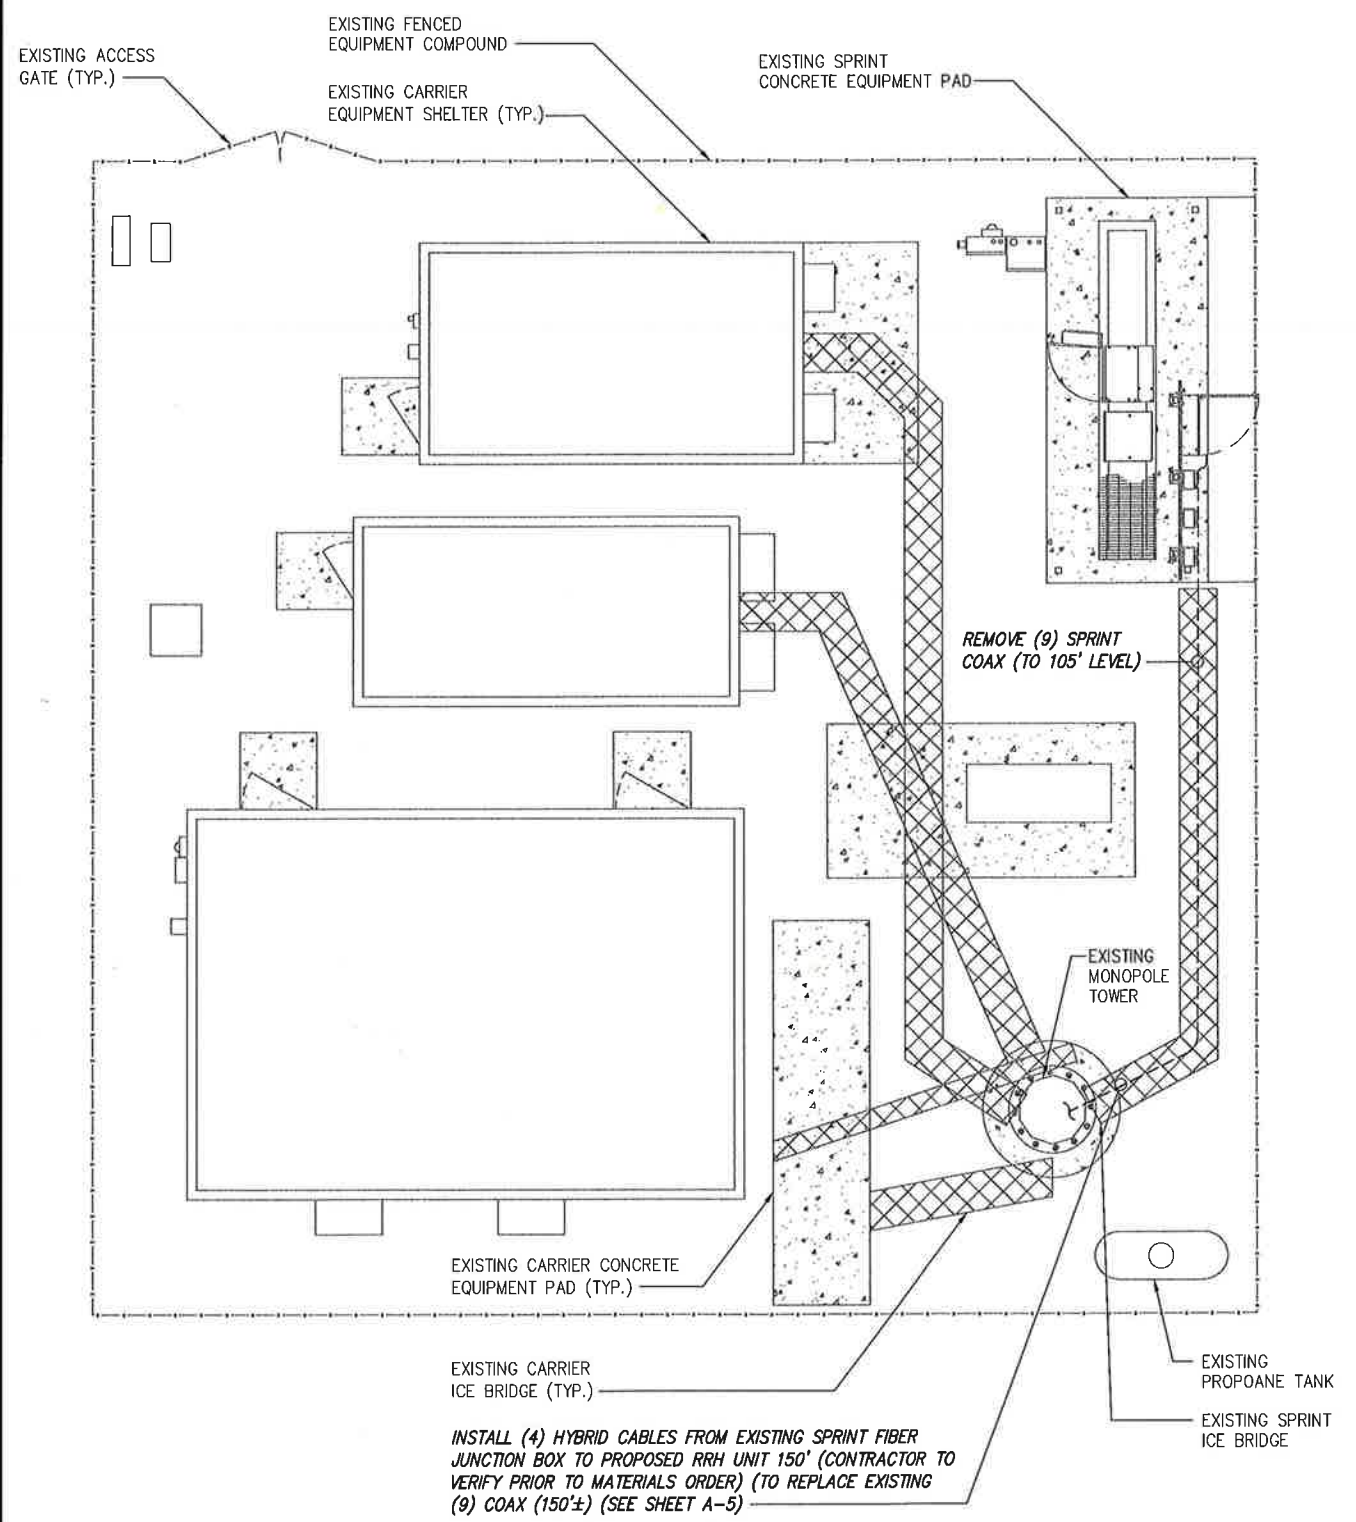 EXISTING ACCESS
GATE (TYP.)
EXISTING FENCED
EQUIPMENT COMPOUND
EXISTING CARRIER
EQUIPMENT SHELTER (TYP.)
EXISTING SPRINT
CONCRETE EQUIPMENT PAD
REMOVE (9) SPRINT
COAX (TO 105' LEVEL)
EXISTING
MONOPOLE
TOWER
EXISTING CARRIER CONCRETE
EQUIPMENT PAD (TYP.)
EXISTING CARRIER
ICE BRIDGE (TYP.)
EXISTING
PROPOANE TANK
EXISTING SPRINT
ICE BRIDGE
INSTALL (4) HYBRID CABLES FROM EXISTING SPRINT FIBER
JUNCTION BOX TO PROPOSED RRH UNIT 150' (CONTRACTOR TO
VERIFY PRIOR TO MATERIALS ORDER) (TO REPLACE EXISTING
(9) COAX (150'±) (SEE SHEET A-5)